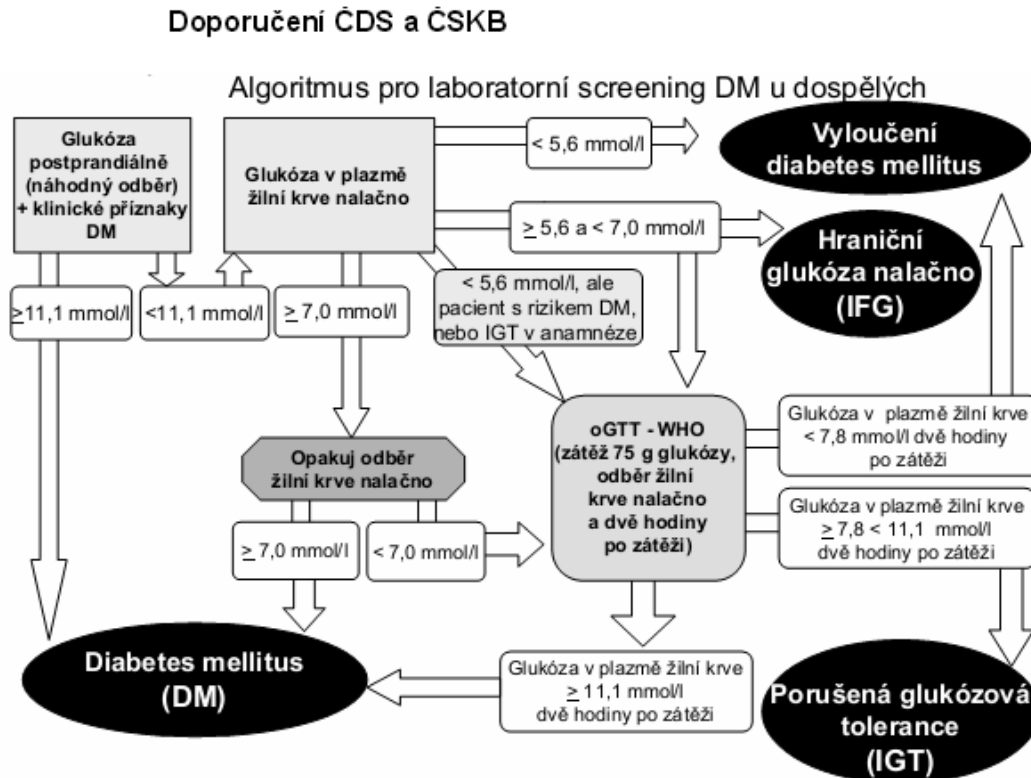 Doporučení ČDS a ČSKB
Algoritmus pro laboratorní screening DM u dospělých
Glukóza
postprandiálně
(náhodný odběr)
+ klinické příznaky
DM
Glukóza v plazmě
žilní krve nalačno
< 5,6 mmol/l
Vyloučení
diabetes mellitus
≥ 5,6 a < 7,0 mmol/l
Hraniční
glukóza nalačno
(IFG)
≥11,1 mmol/l
<11,1 mmol/l
≥ 7,0 mmol/l
< 5,6 mmol/l, ale
pacient s rizikem DM,
nebo IGT v anamnéze
oGTT - WHO
(zátěž 75 g glukózy,
odběr žilní
krve nalačno
a dvě hodiny
po zátěži)
Glukóza v plazmě žilní krve
< 7,8 mmol/l dvě hodiny
po zátěži
Opakuj odběr
žilní krve nalačno
Glukóza v plazmě žilní krve
≥ 7,8 < 11,1 mmol/l
dvě hodiny po zátěži
≥ 7,0 mmol/l
< 7,0 mmol/l
Diabetes mellitus
(DM)
Glukóza v plazmě žilní krve
≥ 11,1 mmol/l
dvě hodiny po zátěži
Porušená glukózová
tolerance
(IGT)